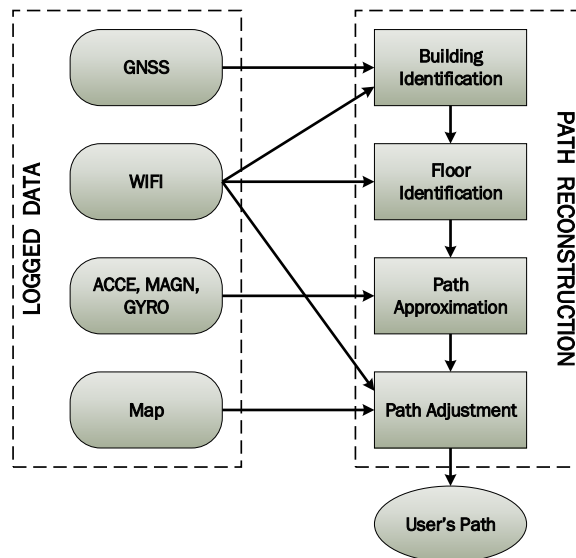 LOGGED DATA
GNSS
WIFI
ACCE, MAGN,
GYRO
Map
PATH RECONSTRUCTION
Building
Identification
Floor
Identification
Path
Approximation
Path Adjustment
User's Path